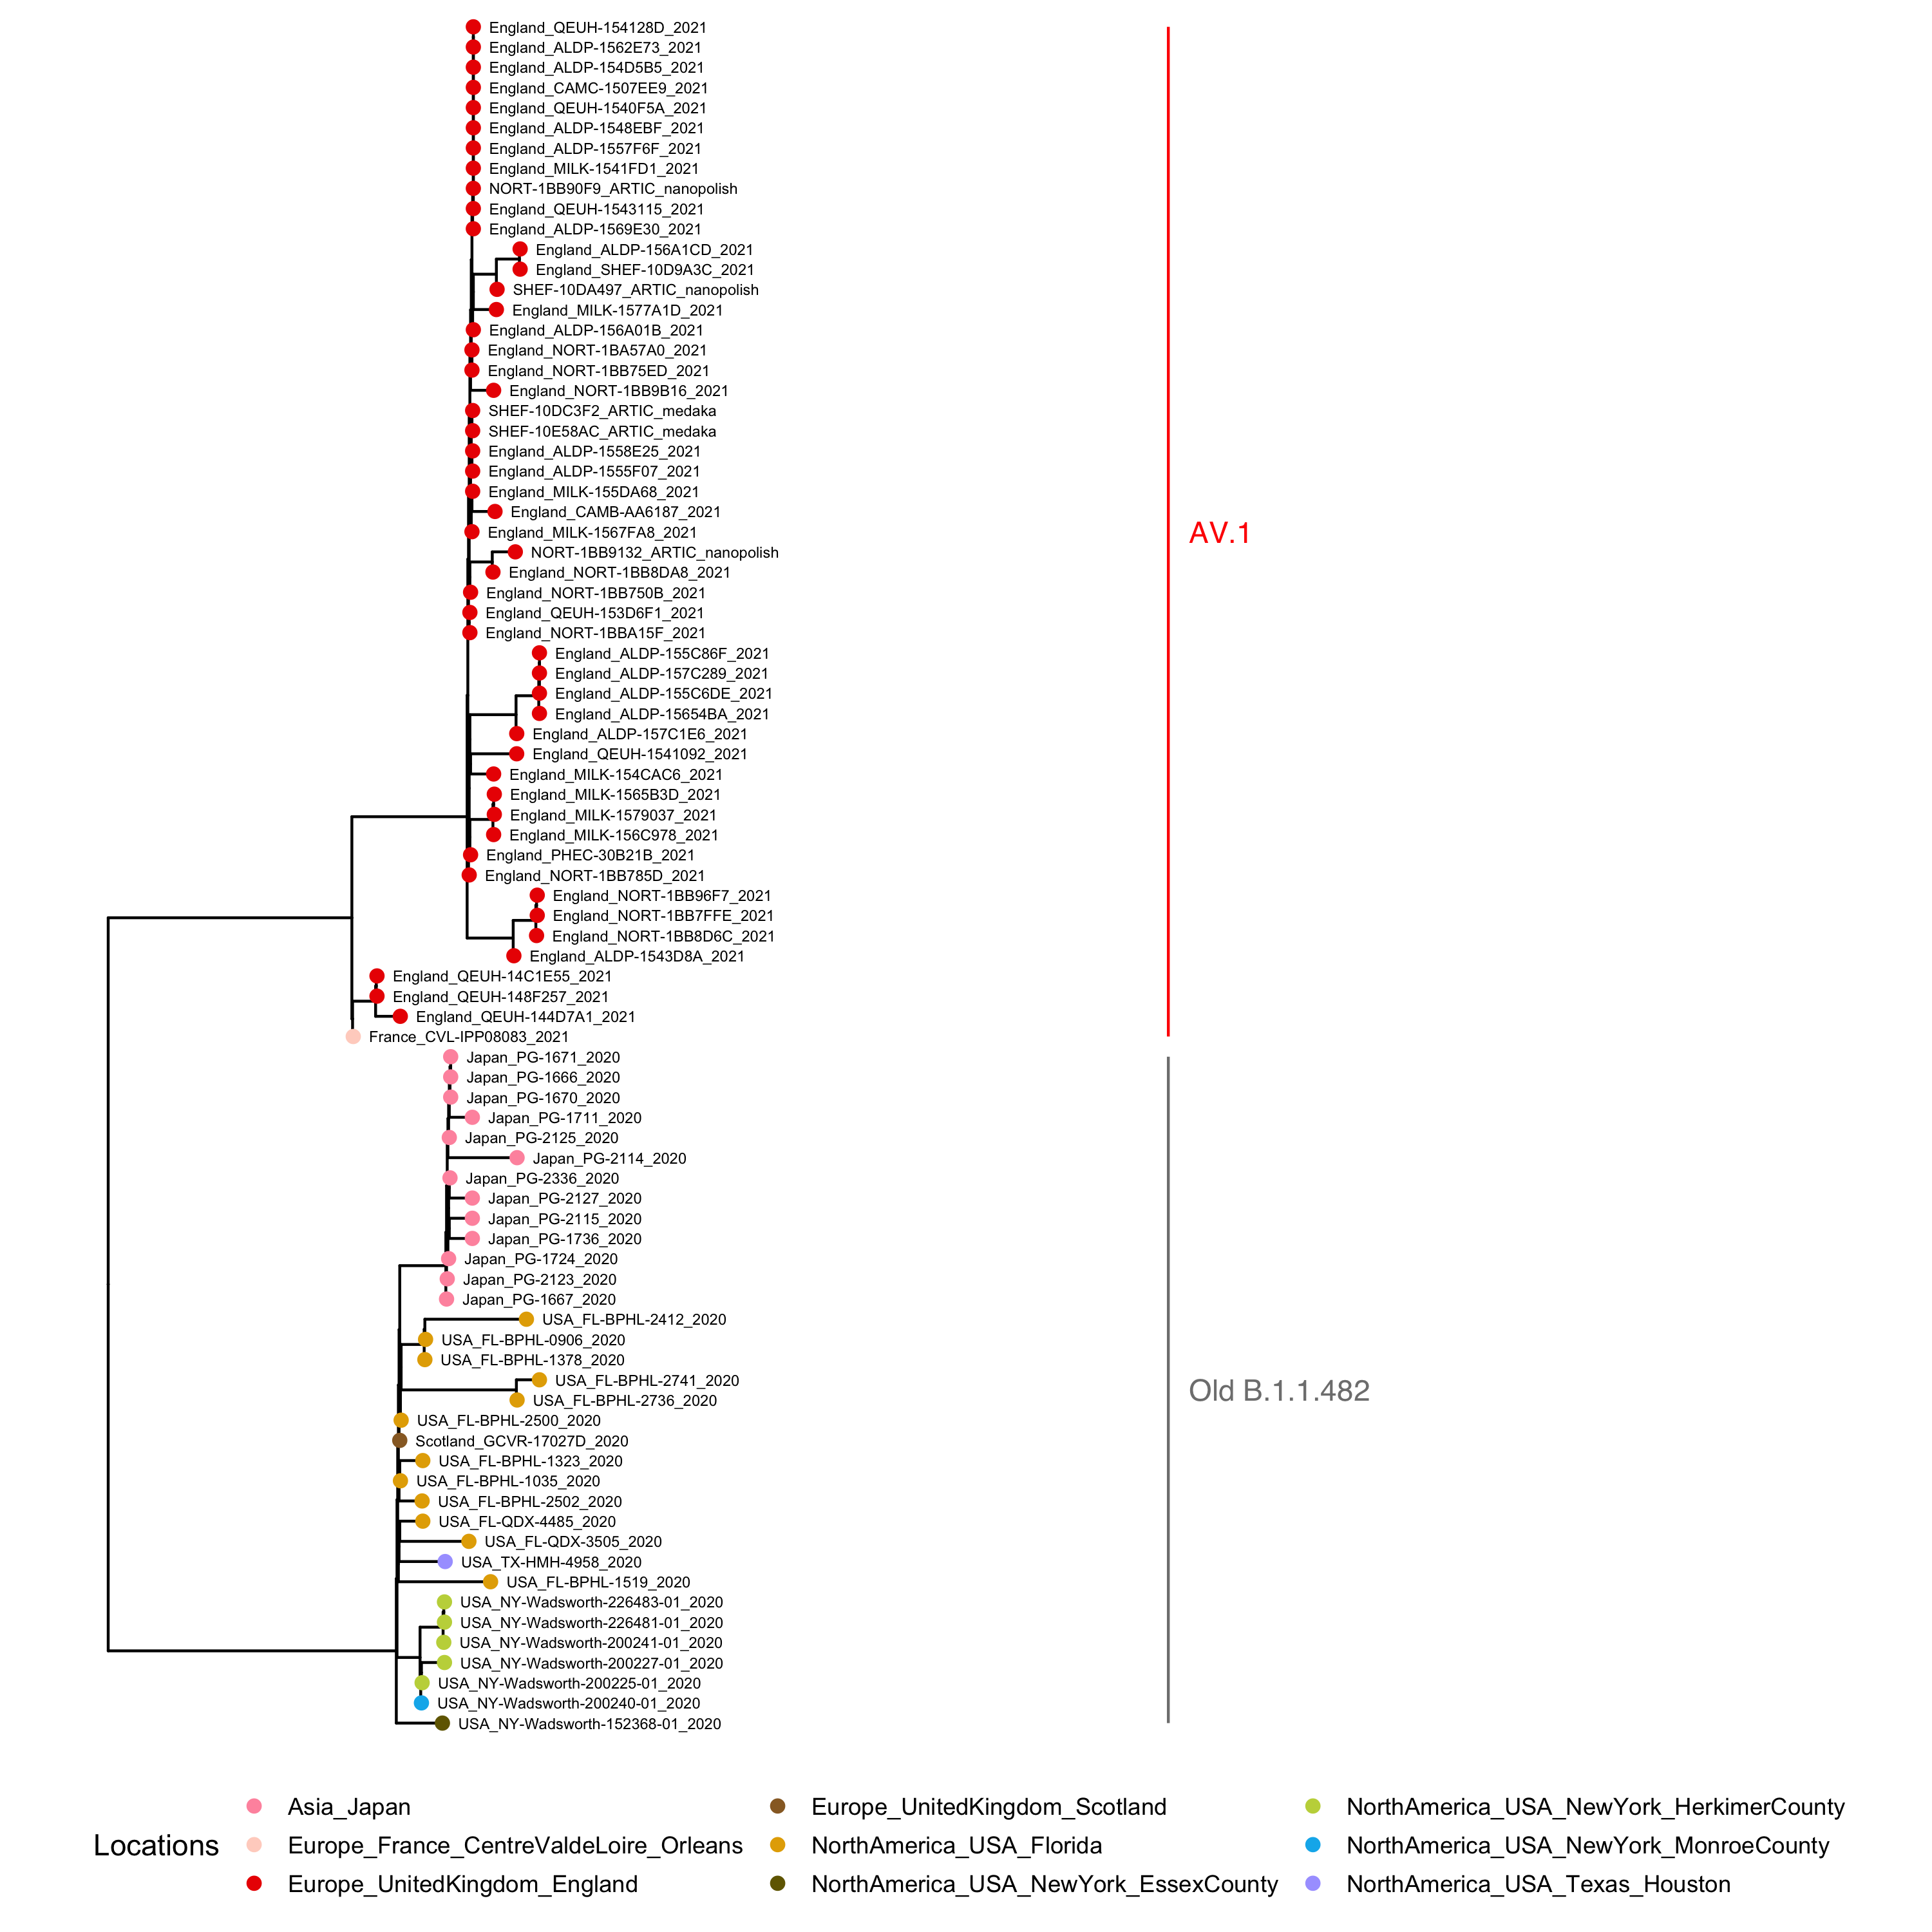 England_QEUH-154128D_2021
England_ALDP-1562E73_2021
England_ALDP-154D5B5_2021
England_CAMC-1507EE9_2021
England_QEUH-1540F5A_2021
England_ALDP-1548EBF_2021
England_ALDP-1557F6F_2021
England_MILK-1541FD1_2021
NORT-1BB90F9_ARTIC_nanopolish
England_QEUH-1543115_2021
England_ALDP-1569E30_2021
England_ALDP-156A1CD_2021
England_SHEF-10D9A3C_2021
SHEF-10DA497_ARTIC_nanopolish
England_MILK-1577A1D_2021
England_ALDP-156A01B_2021
England_NORT-1BA57A0_2021
England_NORT-1BB75ED_2021
England_NORT-1BB9B16_2021
SHEF-10DC3F2_ARTIC_medaka
SHEF-10E58AC_ARTIC_medaka
England_ALDP-1558E25_2021
England_ALDP-1555F07_2021
England_MILK-155DA68_2021
England_CAMB-AA6187_2021
England_MILK-1567FA8_2021
AV.1
NORT-1BB9132_ARTIC_nanopolish
England_NORT-1BB8DA8_2021
England_NORT-1BB750B_2021
England_QEUH-153D6F1_2021
England_NORT-1BBA15F_2021
England_ALDP-155C86F_2021
England_ALDP-157C289_2021
England_ALDP-155C6DE_2021
England_ALDP-15654BA_2021
England_ALDP-157C1E6_2021
England_QEUH-1541092_2021
England_MILK-154CAC6_2021
England_MILK-1565B3D_2021
England_MILK-1579037_2021
England_MILK-156C978_2021
England_PHEC-30B21B_2021
England_NORT-1BB785D_2021
England_NORT-1BB96F7_2021
England_NORT-1BB7FFE_2021
England_NORT-1BB8D6C_2021
England_ALDP-1543D8A_2021
England_QEUH-14C1E55_2021
England_QEUH-148F257_2021
England_QEUH-144D7A1_2021
France_CVL-IPP08083_2021
Japan_PG-1671_2020
Japan_PG-1666_2020
Japan_PG-1670_2020
Japan_PG-1711_2020
Japan_PG-2125_2020
Japan_PG-2114_2020
Japan_PG-2336_2020
Japan_PG-2127_2020
Japan_PG-2115_2020
Japan_PG-1736_2020
Japan_PG-1724_2020
Japan_PG-2123_2020
Japan_PG-1667_2020
USA_FL-BPHL-2412_2020
USA_FL-BPHL-0906_2020
USA_FL-BPHL-1378_2020
USA_FL-BPHL-2741_2020
Old B.1.1.482
USA_FL-BPHL-2736_2020
USA_FL-BPHL-2500_2020
Scotland_GCVR-17027D_2020
USA_FL-BPHL-1323_2020
USA_FL-BPHL-1035_2020
USA_FL-BPHL-2502_2020
USA_FL-QDX-4485_2020
USA_FL-QDX-3505_2020
USA_TX-HMH-4958_2020
USA_FL-BPHL-1519_2020
USA_NY-Wadsworth-226483-01_2020
USA_NY-Wadsworth-226481-01_2020
USA_NY-Wadsworth-200241-01_2020
USA_NY-Wadsworth-200227-01_2020
USA_NY-Wadsworth-200225-01_2020
USA_NY-Wadsworth-200240-01_2020
USA_NY-Wadsworth-152368-01_2020
Locations
Asia_Japan
Europe_France_CentreValdeLoire_Orleans
Europe_UnitedKingdom_England
Europe_UnitedKingdom_Scotland
NorthAmerica_USA_Florida
NorthAmerica_USA_NewYork_EssexCounty
NorthAmerica_USA_NewYork_HerkimerCounty
NorthAmerica_USA_NewYork_MonroeCounty
NorthAmerica_USA_Texas_Houston